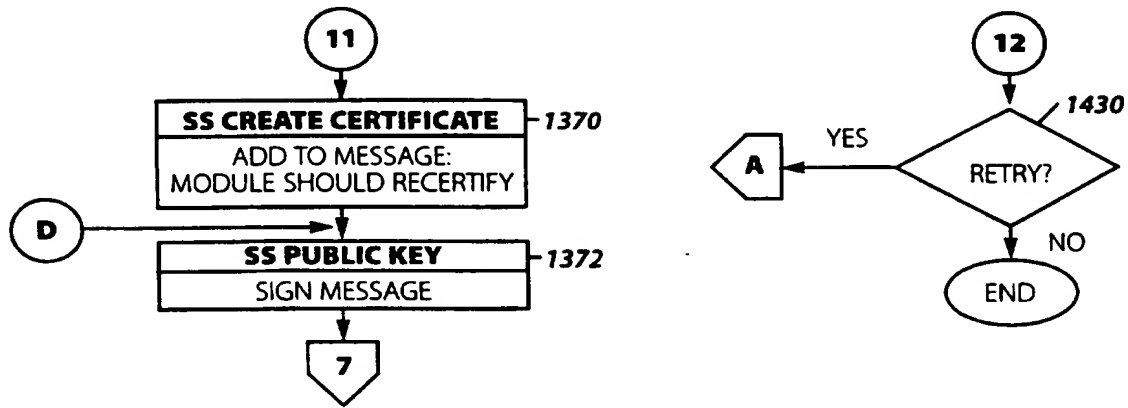 11
SS CREATE CERTIFICATE
1370
ADD TO MESSAGE:
MODULE SHOULD RECERTIFY
D
SS PUBLIC KEY
1372
SIGN MESSAGE
7
12
1430
YES
A
RETRY?
NO
END